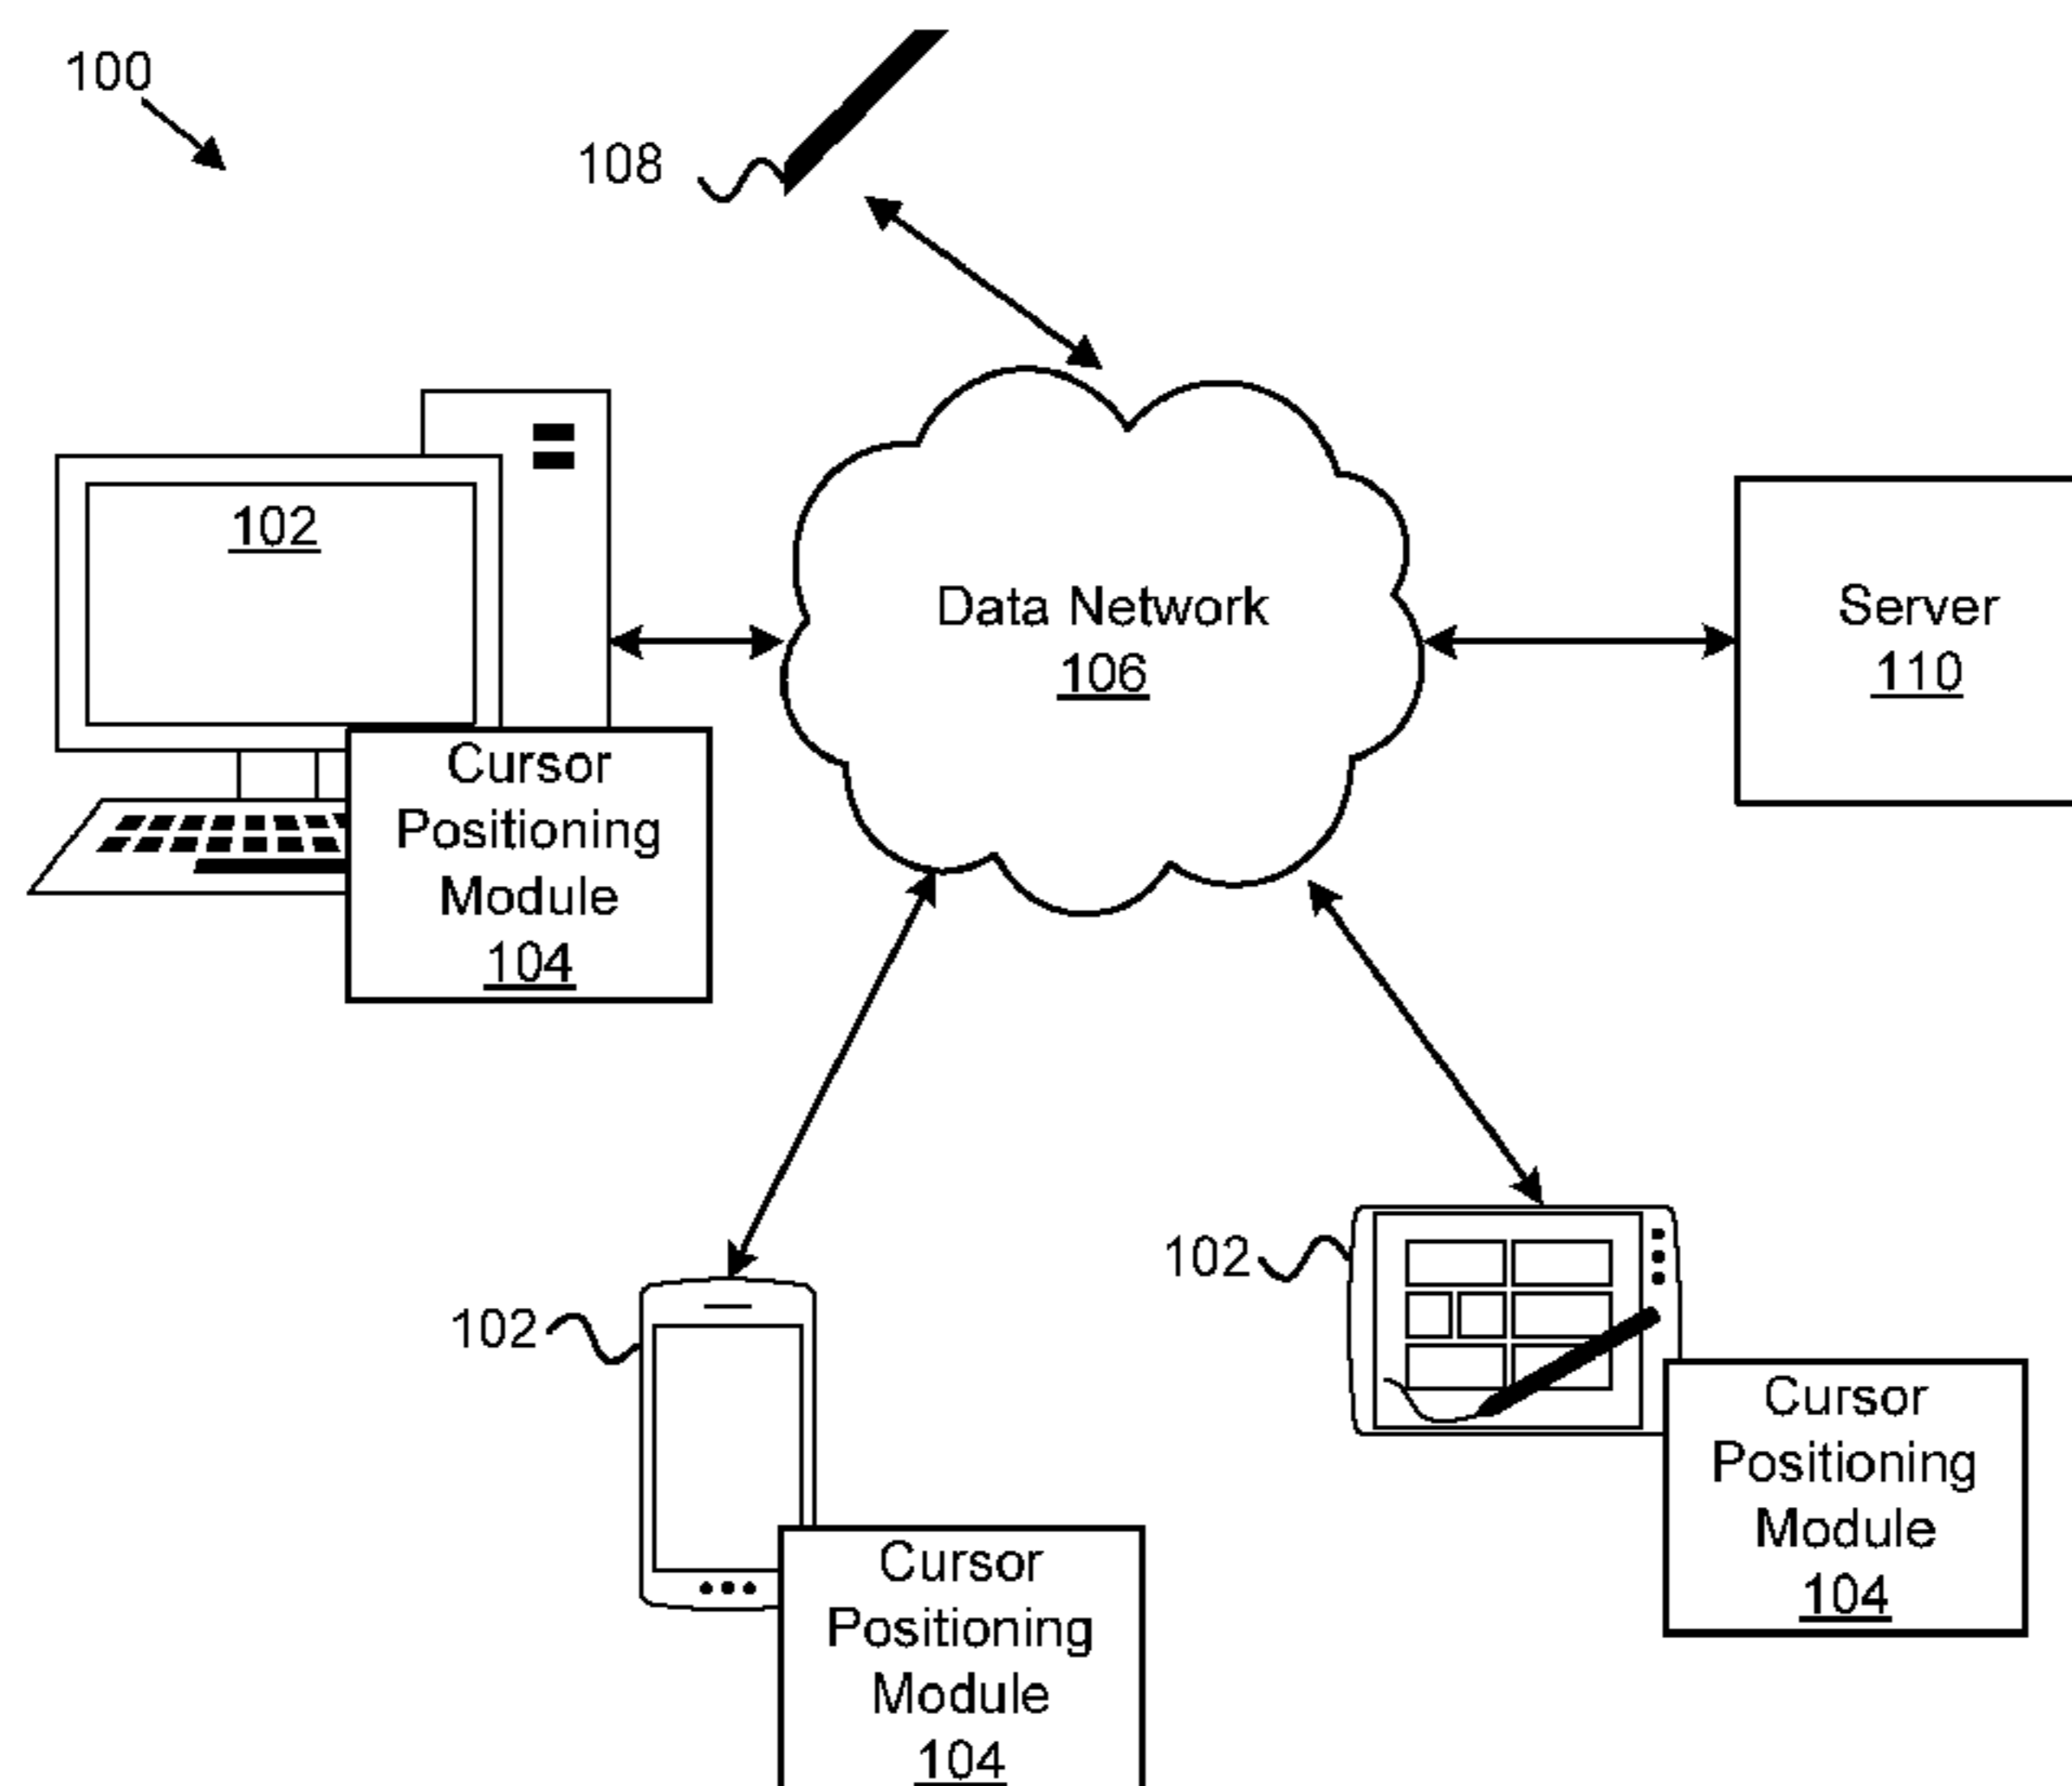 100
108
102
Data Network
106
Server
110
Cursor
Positioning
Module
104
102
102
Cursor
Positioning
Module
104
Cursor
Positioning
Module
104